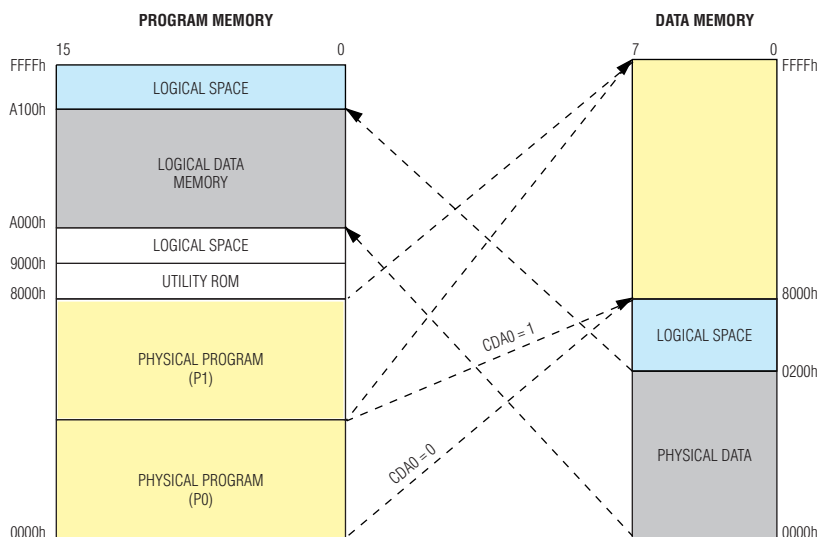 PROGRAM MEMORY
DATA MEMORY
15
0
7
0
FFFFh
FFFFh
LOGICAL SPACE
A100h
LOGICAL DATA
MEMORY
A000h
LOGICAL SPACE
9000h
UTILITY ROM
8000h
8000h
CDA0 = 1
LOGICAL SPACE
PHYSICAL PROGRAM
(P1)
0200h
PHYSICAL DATA
CDA0 = 0
PHYSICAL PROGRAM
(P0)
0000h
0000h